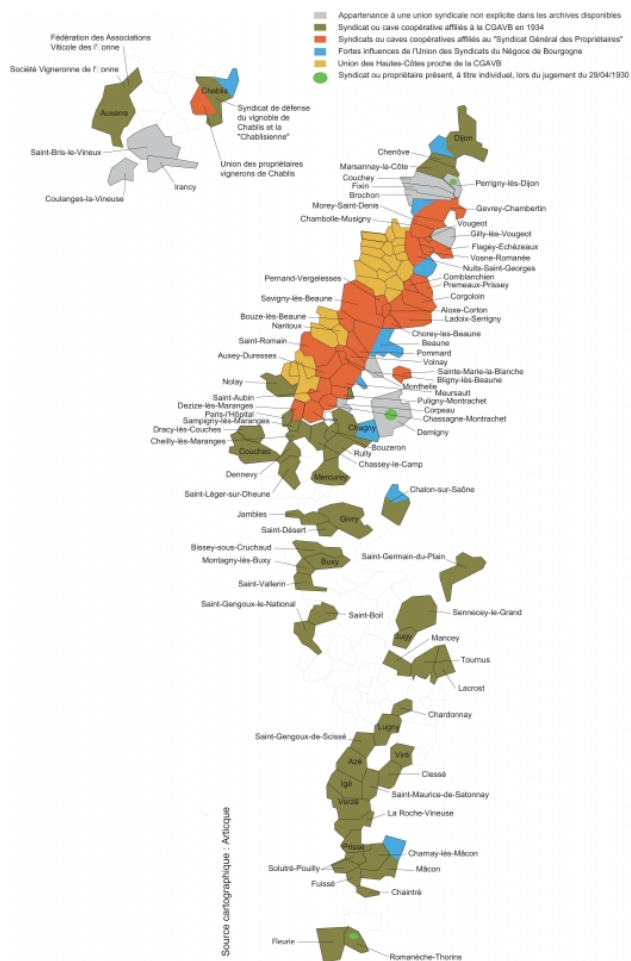 Appartenance à une union syndicale non explicite dans les archives disponibles
Syndicat ou cave coopérative affiliés à la CGAVB en 1934
Syndicats ou caves coopératives affiliés au "Syndicat Général des Propriétaires"
Fortes influences de l'Union des Syndicats du Négoce de Bourgogne
Union des Hautes-Côtes proche de la CGAVB
Syndicat ou propriétaire présent, à titre individuel, lors du jugement du 29/04/1930
Fédération des Associations
Viticole des l'
Société Vigneronne de l'
Auxerre
Chablis
Syndicat de défense
du vignoble de
Chablis et la
"Chablisienne"
Union des propriétaires
vignerons de Chablis
Saint-Bris-le-Vineux
Irancy
Coulanges-la-Vineuse
Dijon
Chenôve
Marsannay-la-Côte
Couchey
Fixin
Brochon
Perrigny-lès-Dijon
Morey-Saint-Denis
Gevrey-Chambertin
Chambolle-Musigny
Vougeot
Gilly-lès-Vougeot
Flagey-Echèzeaux
Vosne-Romanée
Nuits-Saint-Georges
Comblanchien
Premeaux-Prissey
Pernand-Vergelesses
Corgoloin
Savigny-lès-Beaune
Aloxe-Corton
Ladoix-Serrigny
Bouze-lès-Beaune
Nantoux
Chorey-les-Beaune
Saint-Romain
Beaune
Pommard
Auxey-Duresses
Volnay
Sainte-Marie-la-Blanche
Bligny-lès-Beaune
Nolay
Monthelie
Meursault
Saint-Aubin
Puligny-Montrachet
Dezize-lès-Maranges
Corpeau
Paris-l'Hôpital
Chassagne-Montrachet
Sampigny-lès-Maranges
Demigny
Dracy-lès-Couches
Chagny
Cheilly-lès-Maranges
Bouzeron
Couches
Rully
Chassey-le-Camp
Dennevy
Mercurey
Saint-Léger-sur-Dheune
Chalon-sur-Saône
Jambles
Givry
Saint-Désert
Bissey-sous-Cruchaud
Montagny-lès-Buxy
Buxy
Saint-Germain-du-Plain
Saint-Vallerin
Saint-Gengoux-le-National
Saint-Boil
Sennecey-le-Grand
Jugy
Mancey
Tournus
Lacrost
Chardonnay
Lugny
Saint-Gengoux-de-Scissé
Viré
Azé
Clessé
Igé
Saint-Maurice-de-Satonnay
Verzé
La Roche-Vineuse
Prissé
Charnay-lès-Mâcon
Solutré-Pouilly
Mâcon
Fuissé
Chaintré
Source cartographique : Articque
Fleurie
Romanèche-Thorins